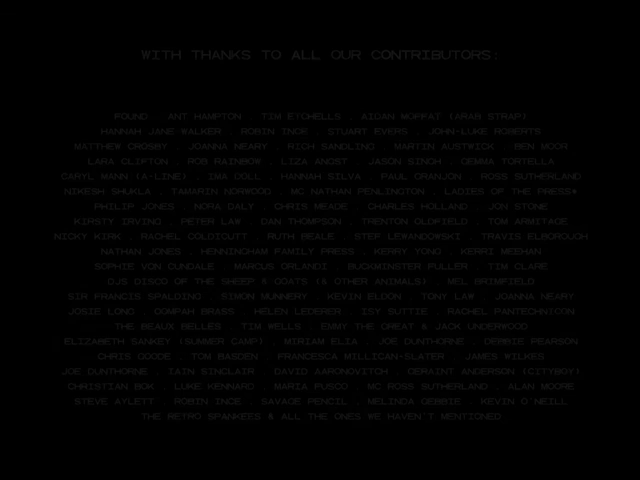 WITH THANKS TO ALL OUR CONTRIBUTORS:
FOUND . ANT HAMPTON . TIM ETCHELLS . AIDAN MOFFAT (ARAB STRAP)
HANNAH JANE WALKER . ROBIN INCE . STUART EVERS . JOHN-LUKE ROBERTS
MATTHEW CROSBY . JOANNA NEARY . RICH SANDLING . MARTIN AUSTWICK . BEN MOOR
LARA CLIFTON . ROB RAINBOW . LIZA ANGST . JASON SINGH . GEMMA TORTELLA
CARYL MANN (A-LINE) . IMA DOLL . HANNAH SILVA . PAUL GRANJON . ROSS SUTHERLAND
NIKESH SHUKLA . TAMARIN NORWOOD . MC NATHAN PENLINGTON . LADIES OF THE PRESS*
PHILIP JONES . NORA DALY . CHRIS MEADE . CHARLES HOLLAND . JON STONE
KIRSTY IRVING . PETER LAW . DAN THOMPSON . TRENTON OLDFIELD . TOM ARMITAGE
NICKY KIRK . RACHEL COLDICUTT . RUTH BEALE . STEF LEWANDOWSKI . TRAVIS ELBOROUGH
NATHAN JONES . HENNINGHAM FAMILY PRESS . KERRY YONG . KERRI MEEHAN
SOPHIE VON CUNDALE . MARCUS ORLANDI . BUCKMINSTER FULLER . TIM CLARE
DJS DISCO OF THE SHEEP & GOATS (& OTHER ANIMALS) . MEL BRIMFIELD
SIR FRANCIS SPALDING . SIMON MUNNERY . KEVIN ELDON . TONY LAW . JOANNA NEARY
JOSIE LONG . OOMPAH BRASS . HELEN LEDERER . ISY SUTTIE . RACHEL PANTECHNICON
THE BEAUX BELLES . TIM WELLS . EMMY THE GREAT & JACK UNDERWOOD
ELIZABETH SANKEY (SUMMER CAMP) . MIRIAM ELIA . JOE DUNTHORNE . DEBBIE PEARSON
CHRIS GOODE . TOM BASDEN . FRANCESCA MILLICAN-SLATER . JAMES WILKES
JOE DUNTHORNE . IAIN SINCLAIR . DAVID AARONOVITCH . GERAINT ANDERSON (CITYBOY)
CHRISTIAN BOK . LUKE KENNARD . MARIA FUSCO . MC ROSS SUTHERLAND . ALAN MOORE
STEVE AYLETT . ROBIN INCE . SAVAGE PENCIL . MELINDA GEBBIE . KEVIN O'NEILL
THE RETRO SPANKEES & ALL THE ONES WE HAVEN'T MENTIONED